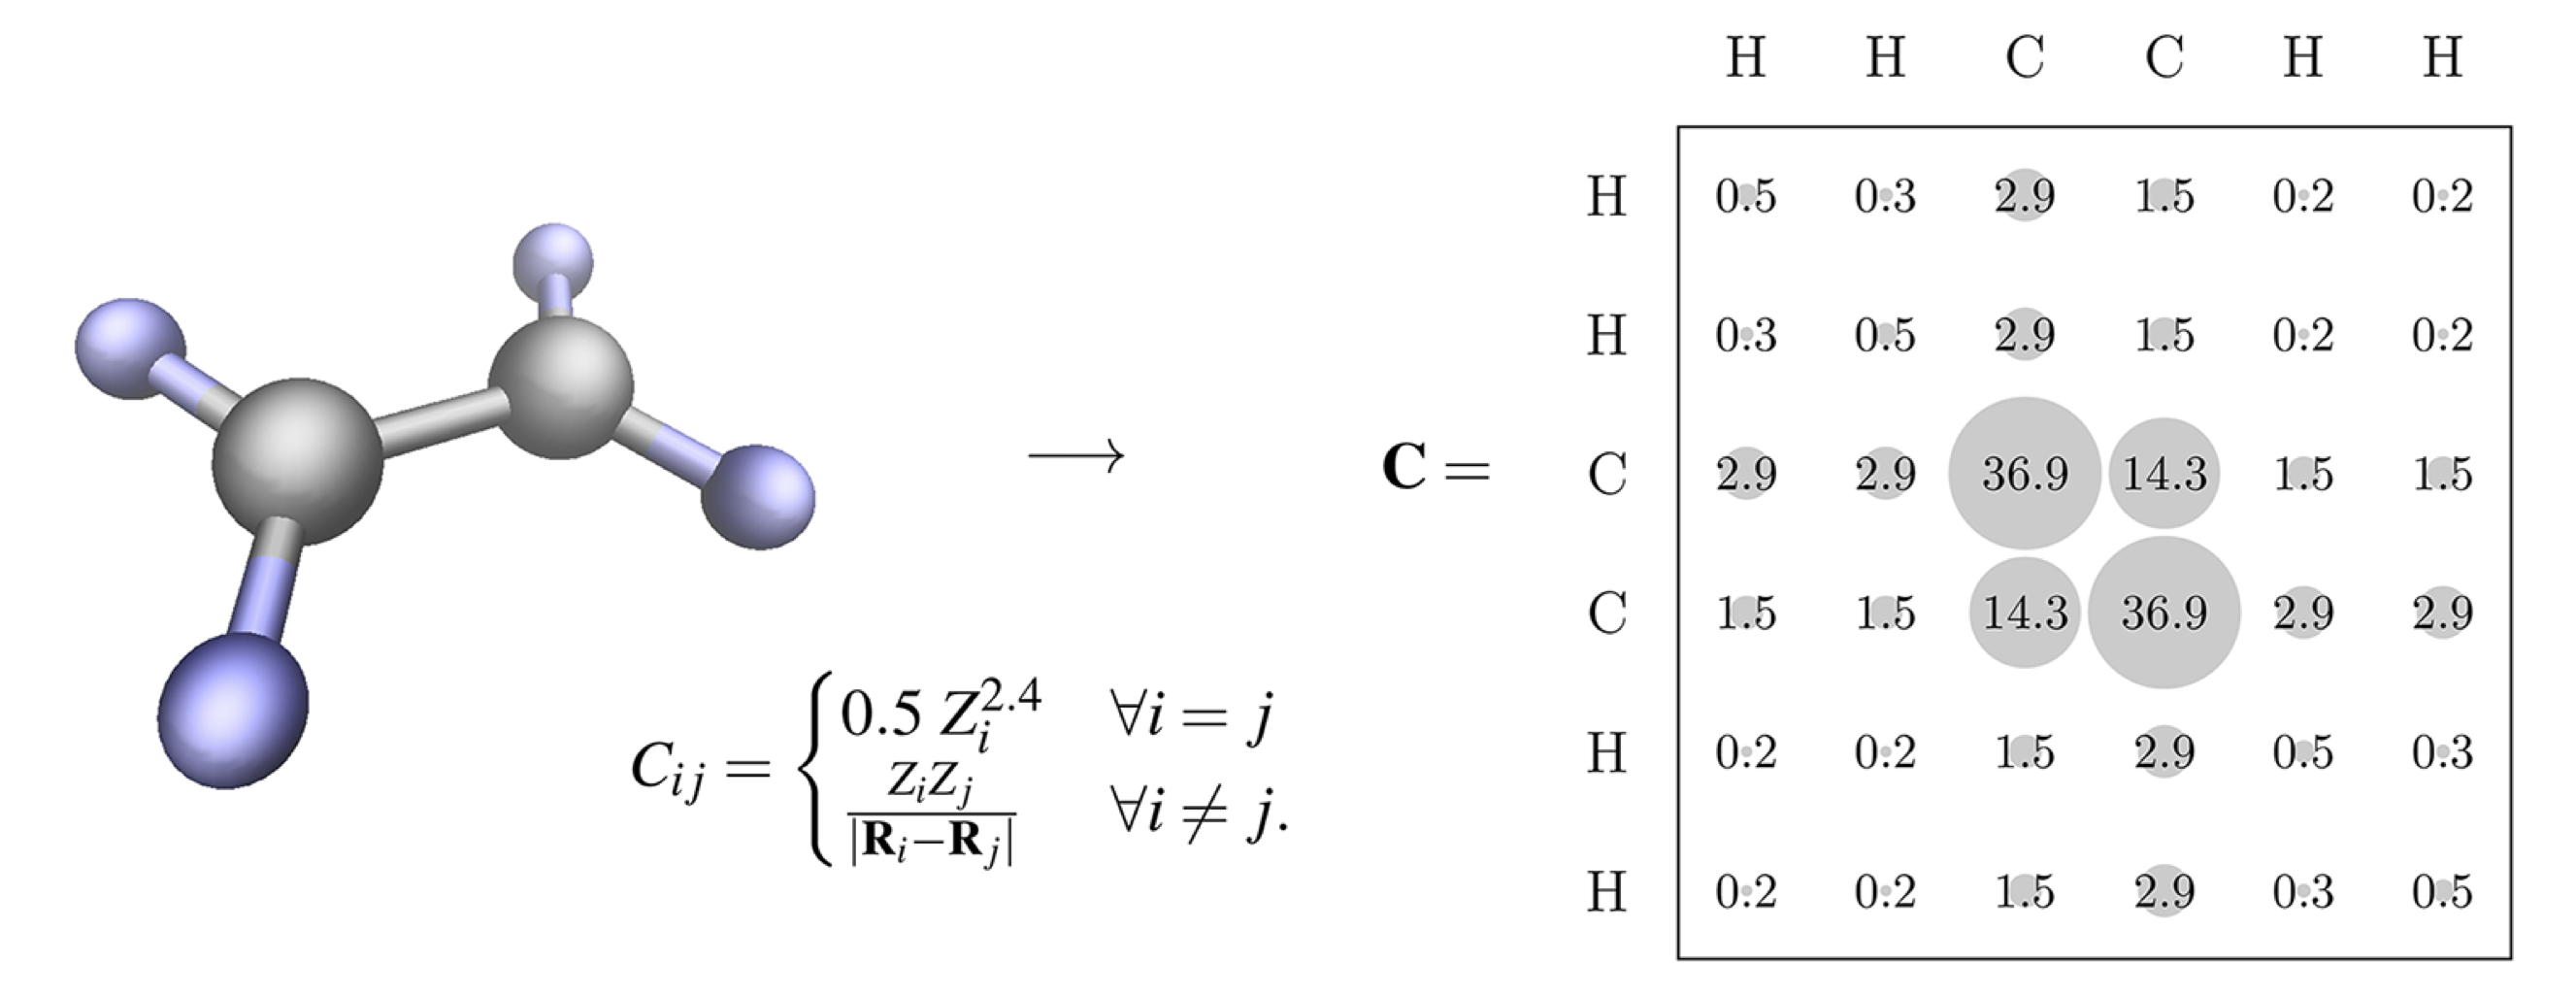 H H C C H H
H 0.5 0.3 2.9 1.5 0.2 0.2
H 0.3 0.5 2.9 1.5 0.2 0.2
→ C = C 2.9 2.9 36.9 14.3 1.5 1.5
C 1.5 1.5 14.3 36.9 2.9 2.9
H 0.2 0.2 1.5 2.9 0.5 0.3
H 0.2 0.2 1.5 2.9 0.3 0.5
C_{ij} = { 0.5 Z_i^{2.4} ∀i = j
Z_iZ_j / |R_i−R_j| ∀i ≠ j.